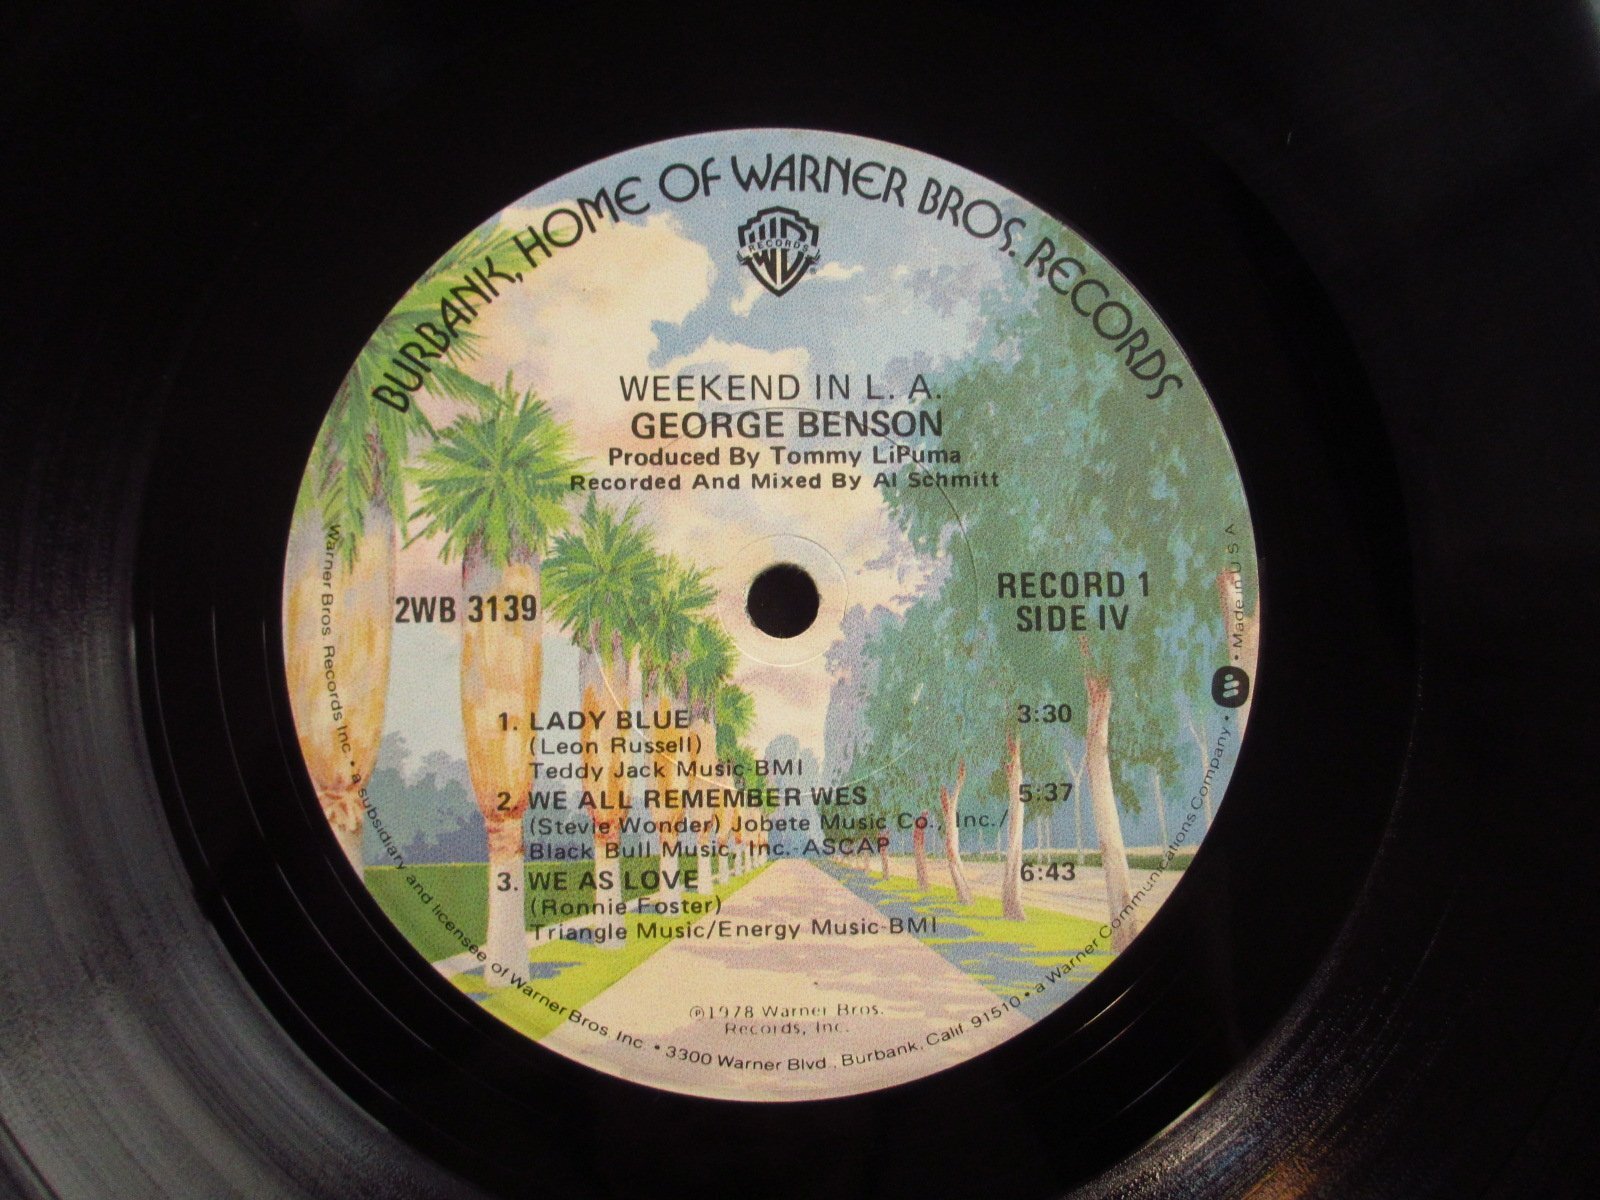 BURBANK, HOME OF WARNER BROS. RECORDS
RECORDS
WEEKEND IN L. A.
GEORGE BENSON
Produced By Tommy LiPuma
Recorded And Mixed By Al Schmitt
2WB 3139
RECORD 1
SIDE IV
1. LADY BLUE 3:30
(Leon Russell)
Teddy Jack Music-BMI
2. WE ALL REMEMBER WES 5:37
(Stevie Wonder) Jobete Music Co., Inc./
Black Bull Music, Inc.-ASCAP
3. WE AS LOVE 6:43
(Ronnie Foster)
Triangle Music/Energy Music-BMI
℗1978 Warner Bros.
Records, Inc.
Warner Bros. Records Inc. • a subsidiary and licensee of Warner Bros. Inc. • 3300 Warner Blvd., Burbank, Calif. 91510 • a Warner Communications Company • • Made in U S A